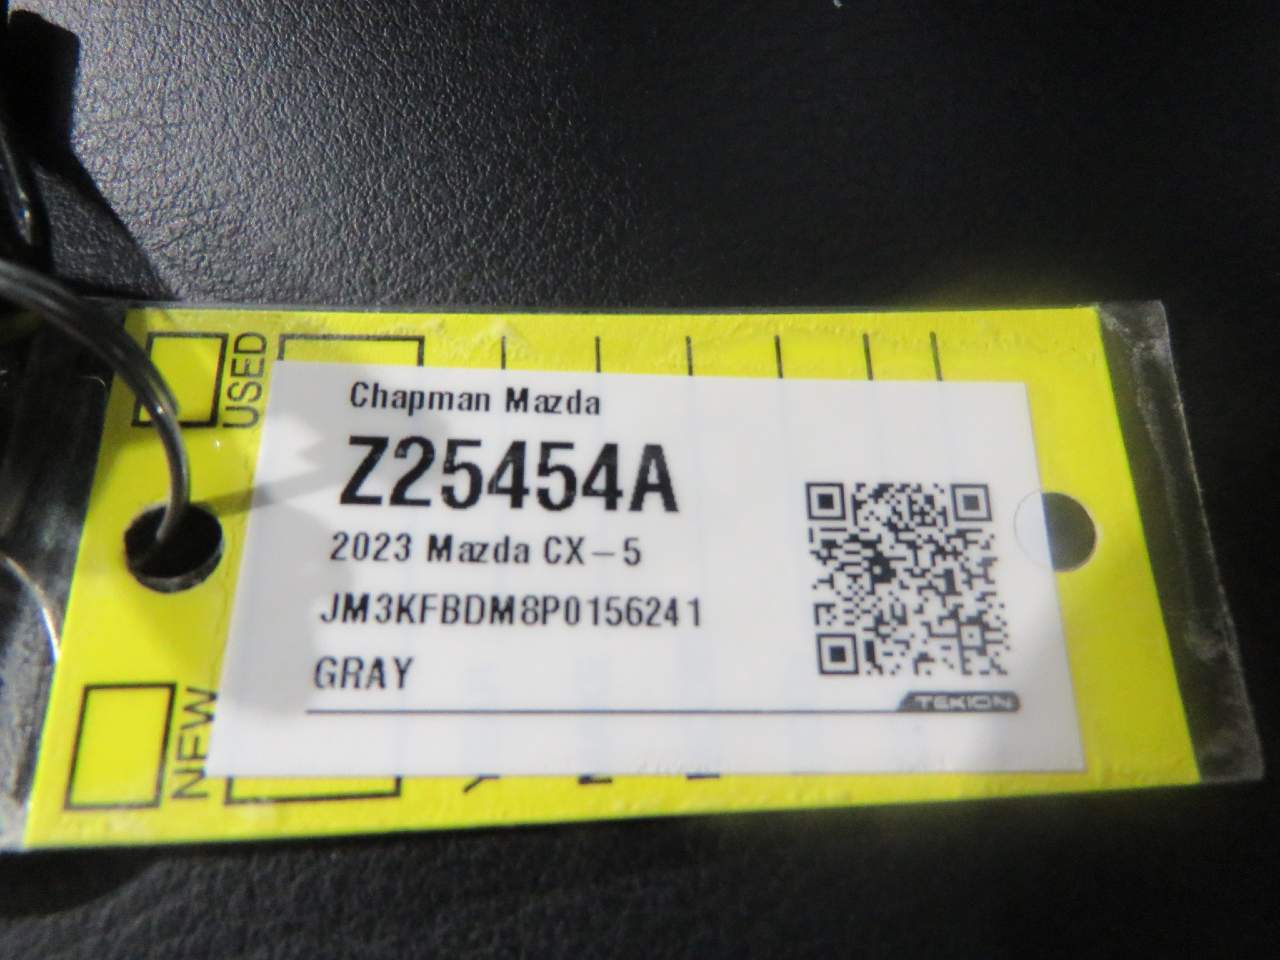 USED
Chapman Mazda
Z25454A
2023 Mazda CX-5
JM3KFBDM8P0156241
GRAY
TEKION
NEW